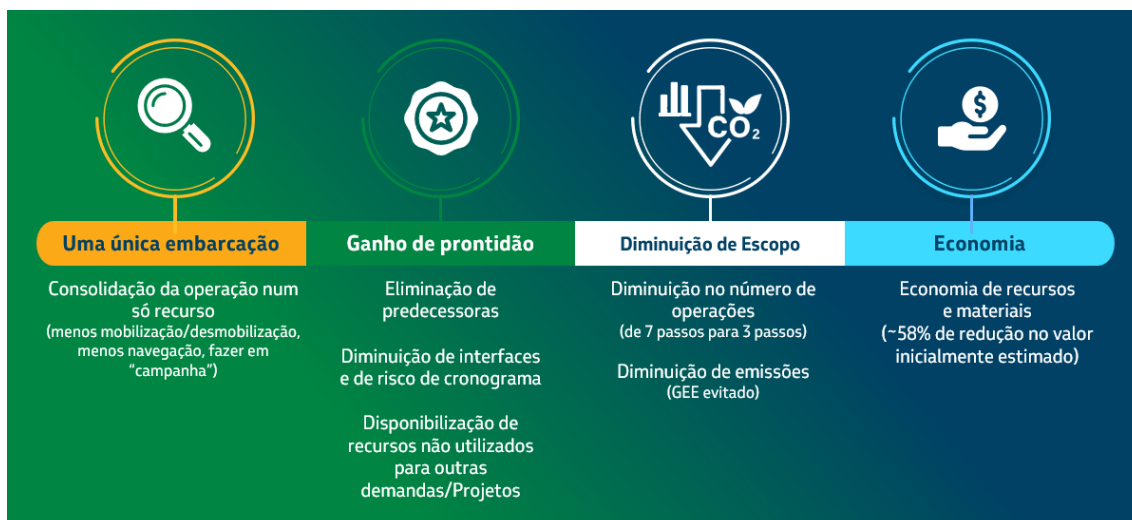 CO₂
$
Uma única embarcação
Consolidação da operação num
só recurso
(menos mobilização/desmobilização,
menos navegação, fazer em
“campanha”)
Ganho de prontidão
Eliminação de
predecessoras
Diminuição de interfaces
e de risco de cronograma
Disponibilização de
recursos não utilizados
para outras
demandas/Projetos
Diminuição de Escopo
Diminuição no número de
operações
(de 7 passos para 3 passos)
Diminuição de emissões
(GEE evitado)
Economia
Economia de recursos
e materiais
(~58% de redução no valor
inicialmente estimado)